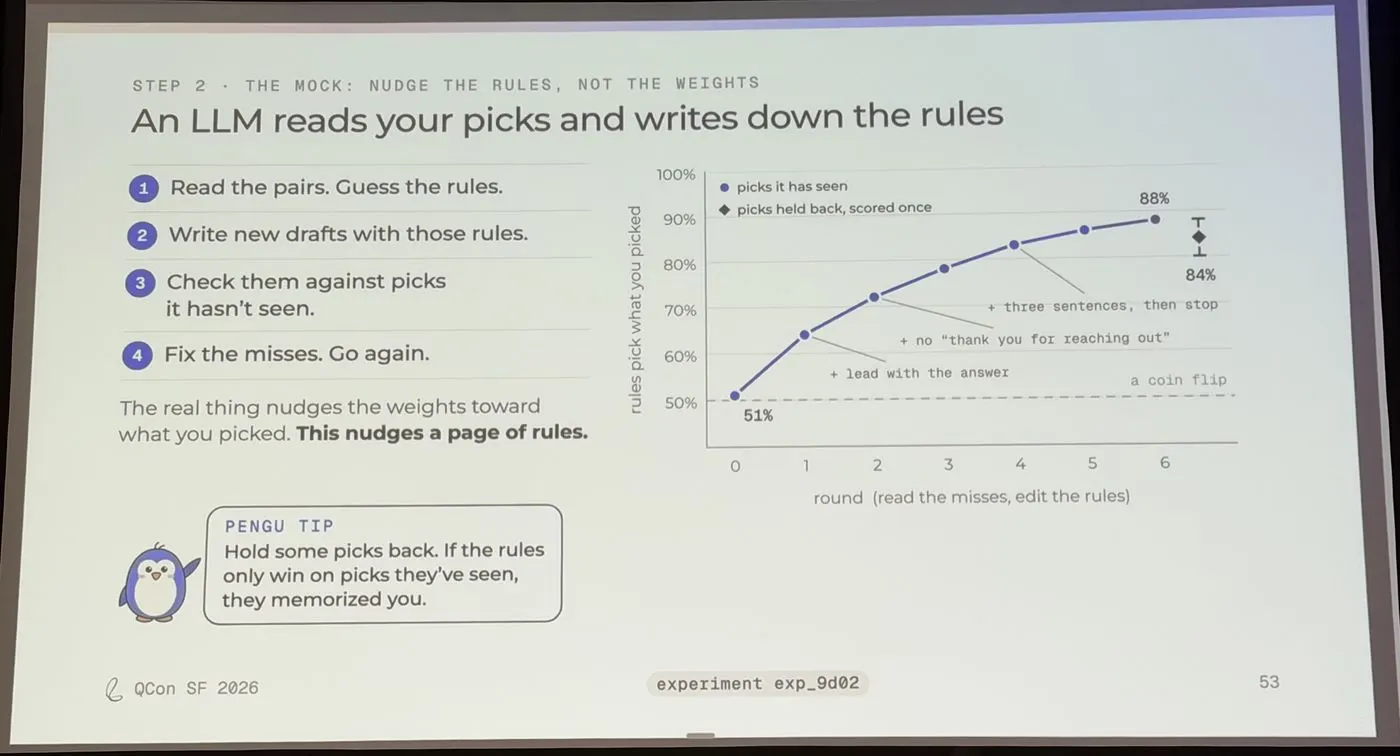 STEP 2 · THE MOCK: NUDGE THE RULES, NOT THE WEIGHTS
An LLM reads your picks and writes down the rules
1 Read the pairs. Guess the rules.
2 Write new drafts with those rules.
3 Check them against picks
it hasn't seen.
4 Fix the misses. Go again.
The real thing nudges the weights toward
what you picked. This nudges a page of rules.
PENGU TIP
Hold some picks back. If the rules
only win on picks they've seen,
they memorized you.
rules pick what you picked
100%
90%
80%
70%
60%
50%
picks it has seen
picks held back, scored once
88%
84%
+ three sentences, then stop
+ no "thank you for reaching out"
+ lead with the answer
a coin flip
51%
0 1 2 3 4 5 6
round (read the misses, edit the rules)
QCon SF 2026
experiment exp_9d02
53